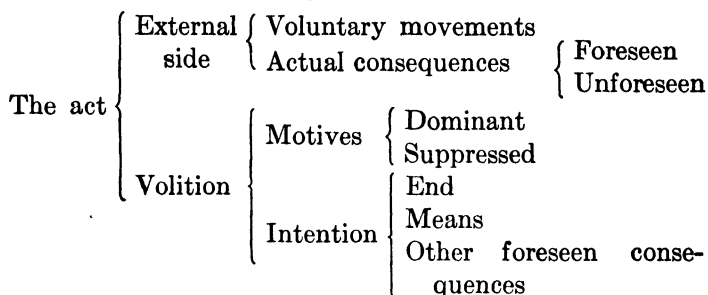 External Voluntary movements
side Actual consequences Foreseen
Unforeseen
The act
Motives Dominant
Suppressed
Volition End
Means
Intention Other foreseen conse-
quences